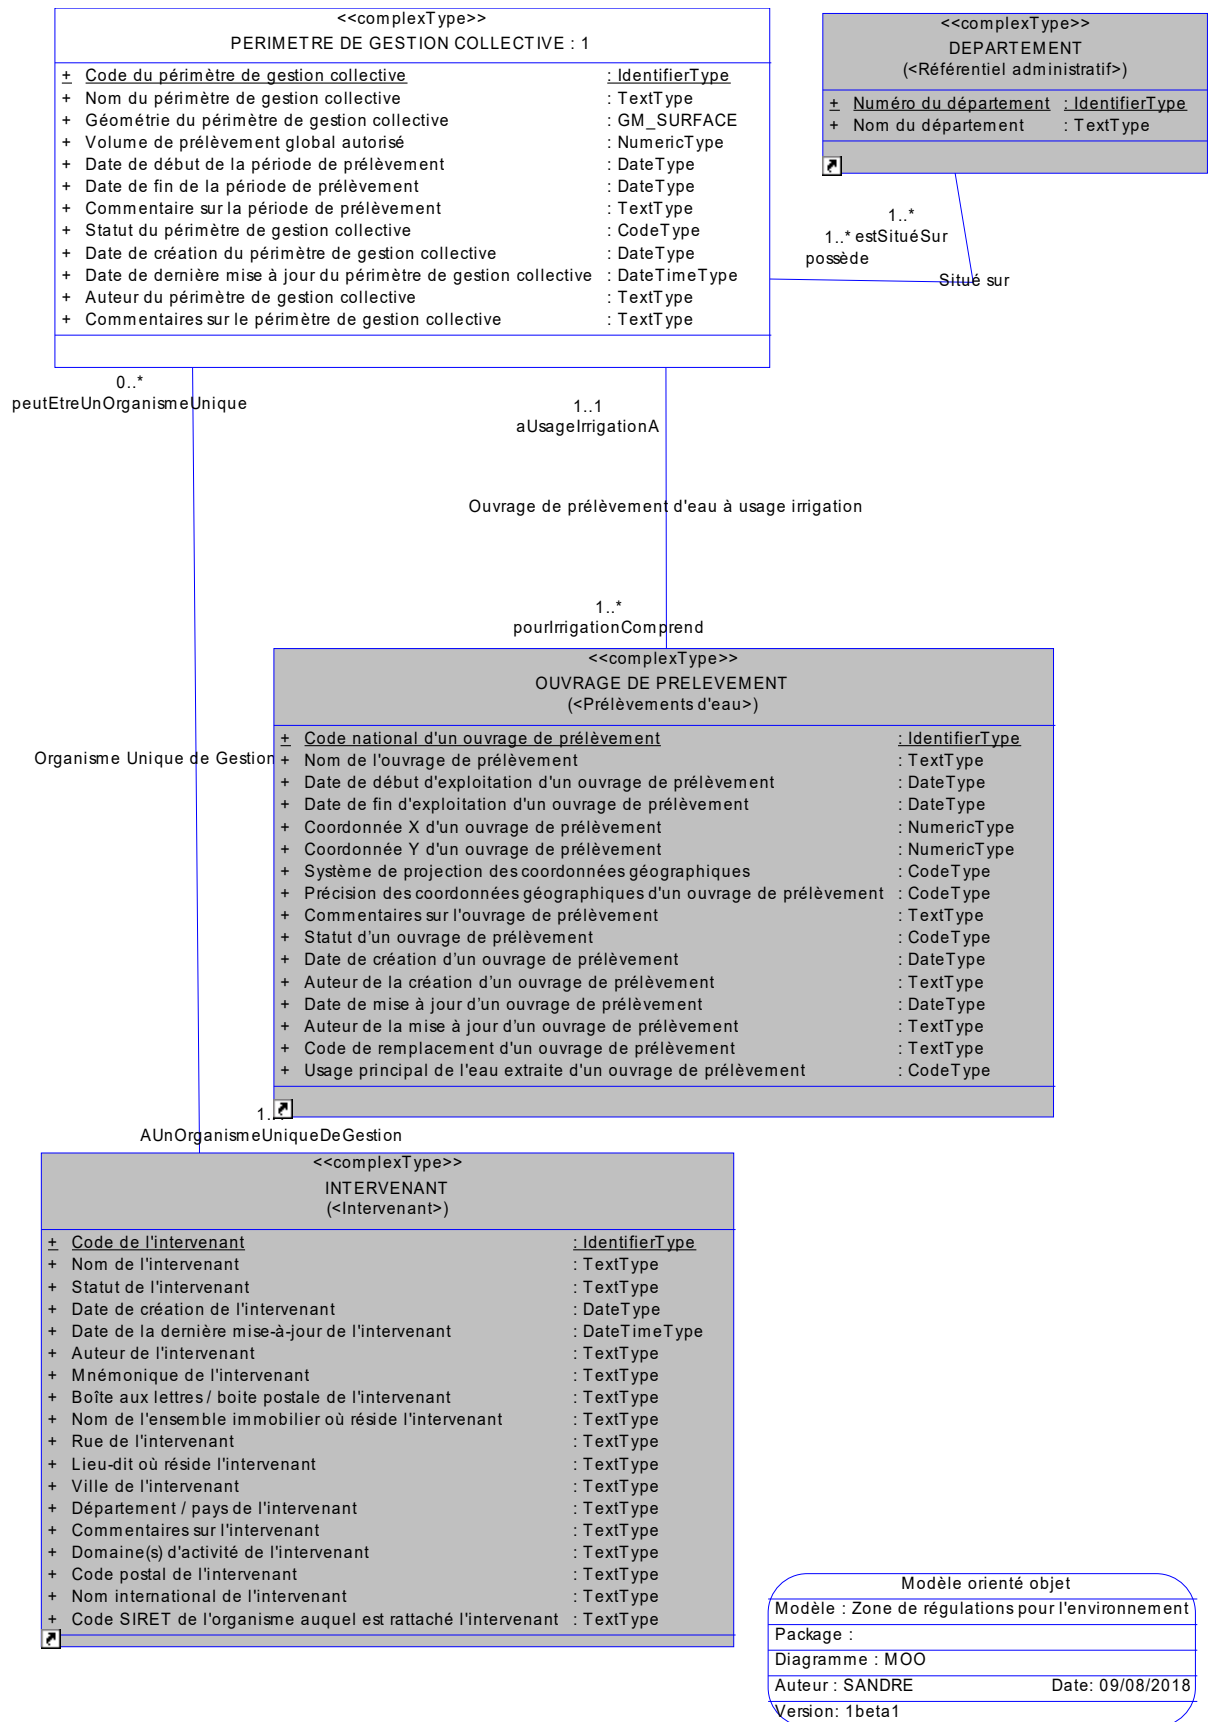 <<complexType>>
PERIMETRE DE GESTION COLLECTIVE : 1
+ Code du périmètre de gestion collective : IdentifierType
+ Nom du périmètre de gestion collective : TextType
+ Géométrie du périmètre de gestion collective : GM_SURFACE
+ Volume de prélèvement global autorisé : NumericType
+ Date de début de la période de prélèvement : DateType
+ Date de fin de la période de prélèvement : DateType
+ Commentaire sur la période de prélèvement : TextType
+ Statut du périmètre de gestion collective : CodeType
+ Date de création du périmètre de gestion collective : DateType
+ Date de dernière mise à jour du périmètre de gestion collective : DateTimeType
+ Auteur du périmètre de gestion collective : TextType
+ Commentaires sur le périmètre de gestion collective : TextType
<<complexType>>
DEPARTEMENT
(<Référentiel administratif>)
+ Numéro du département : IdentifierType
+ Nom du département : TextType
1..*
estSituéSur
1..*
possède
Situé sur
0..*
peutEtreUnOrganismeUnique
1..1
aUsageIrrigationA
Ouvrage de prélèvement d'eau à usage irrigation
1..*
pourIrrigationComprend
<<complexType>>
OUVRAGE DE PRELEVEMENT
(<Prélèvements d'eau>)
+ Code national d'un ouvrage de prélèvement : IdentifierType
+ Nom de l'ouvrage de prélèvement : TextType
+ Date de début d'exploitation d'un ouvrage de prélèvement : DateType
+ Date de fin d'exploitation d'un ouvrage de prélèvement : DateType
+ Coordonnée X d'un ouvrage de prélèvement : NumericType
+ Coordonnée Y d'un ouvrage de prélèvement : NumericType
+ Système de projection des coordonnées géographiques : CodeType
+ Précision des coordonnées géographiques d'un ouvrage de prélèvement : CodeType
+ Commentaires sur l'ouvrage de prélèvement : TextType
+ Statut d'un ouvrage de prélèvement : CodeType
+ Date de création d'un ouvrage de prélèvement : DateType
+ Auteur de la création d'un ouvrage de prélèvement : TextType
+ Date de mise à jour d'un ouvrage de prélèvement : DateType
+ Auteur de la mise à jour d'un ouvrage de prélèvement : TextType
+ Code de remplacement d'un ouvrage de prélèvement : TextType
+ Usage principal de l'eau extraite d'un ouvrage de prélèvement : CodeType
Organisme Unique de Gestion
AUnOrganismeUniqueDeGestion
<<complexType>>
INTERVENANT
(<Intervenant>)
+ Code de l'intervenant : IdentifierType
+ Nom de l'intervenant : TextType
+ Statut de l'intervenant : TextType
+ Date de création de l'intervenant : DateType
+ Date de la dernière mise-à-jour de l'intervenant : DateTimeType
+ Auteur de l'intervenant : TextType
+ Mnémonique de l'intervenant : TextType
+ Boîte aux lettres / boite postale de l'intervenant : TextType
+ Nom de l'ensemble immobilier où réside l'intervenant : TextType
+ Rue de l'intervenant : TextType
+ Lieu-dit où réside l'intervenant : TextType
+ Ville de l'intervenant : TextType
+ Département / pays de l'intervenant : TextType
+ Commentaires sur l'intervenant : TextType
+ Domaine(s) d'activité de l'intervenant : TextType
+ Code postal de l'intervenant : TextType
+ Nom international de l'intervenant : TextType
+ Code SIRET de l'organisme auquel est rattaché l'intervenant : TextType
Modèle orienté objet
Modèle : Zone de régulations pour l'environnement
Package :
Diagramme : MOO
Auteur : SANDRE Date: 09/08/2018
Version: 1beta1